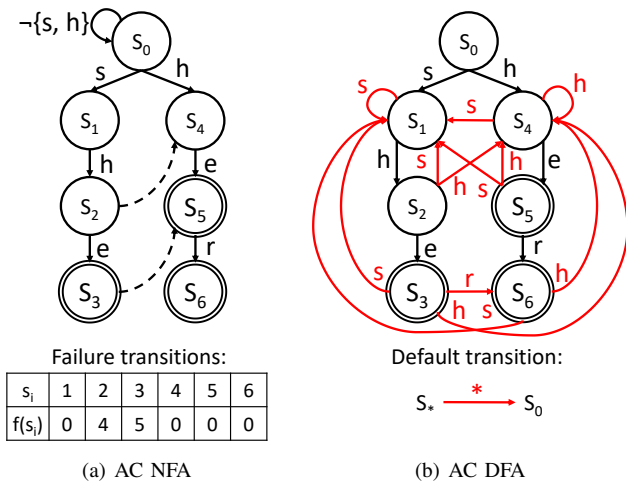 ¬{s, h}
S0
s h
S1 S4
h e
S2 S5
e r
S3 S6
Failure transitions:
si 1 2 3 4 5 6
f(si) 0 4 5 0 0 0
(a) AC NFA
S0
s h
s h
S1 s S4
h s h e
S2 h s S5
e r
s r h
S3 h s S6
Default transition:
S* * S0
(b) AC DFA